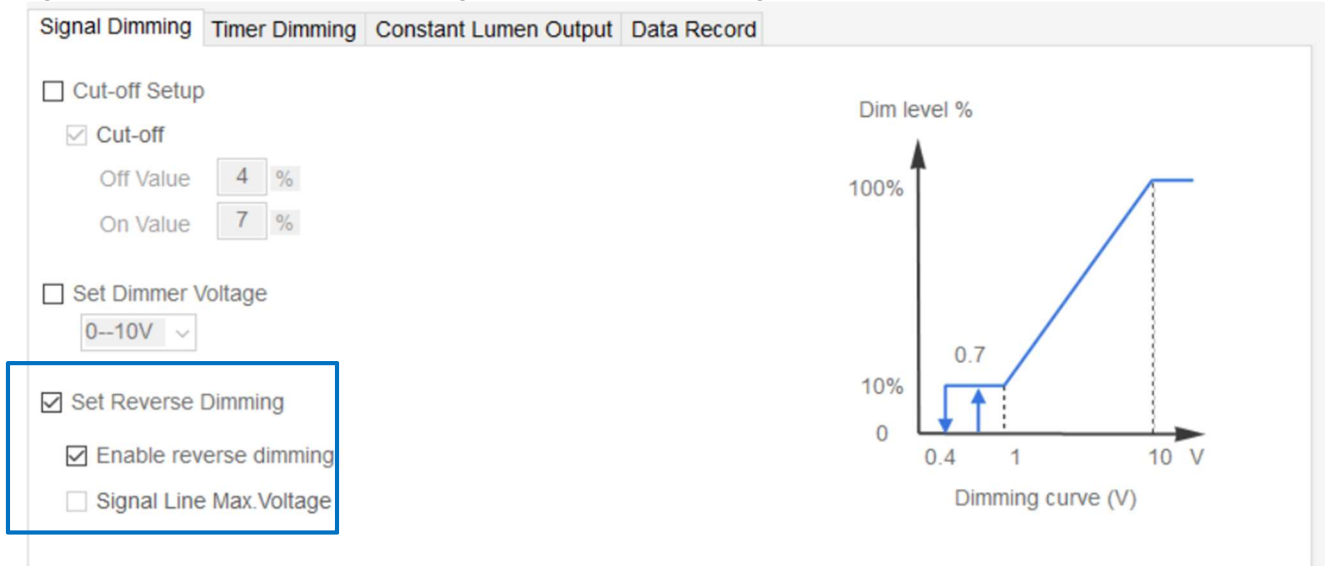 Signal Dimming Timer Dimming Constant Lumen Output Data Record
Cut-off Setup
Cut-off
Off Value 4 %
On Value 7 %
Set Dimmer Voltage
0--10V
Set Reverse Dimming
Enable reverse dimming
Signal Line Max.Voltage
Dim level %
100%
0.7
10%
0
0.4 1 10 V
Dimming curve (V)